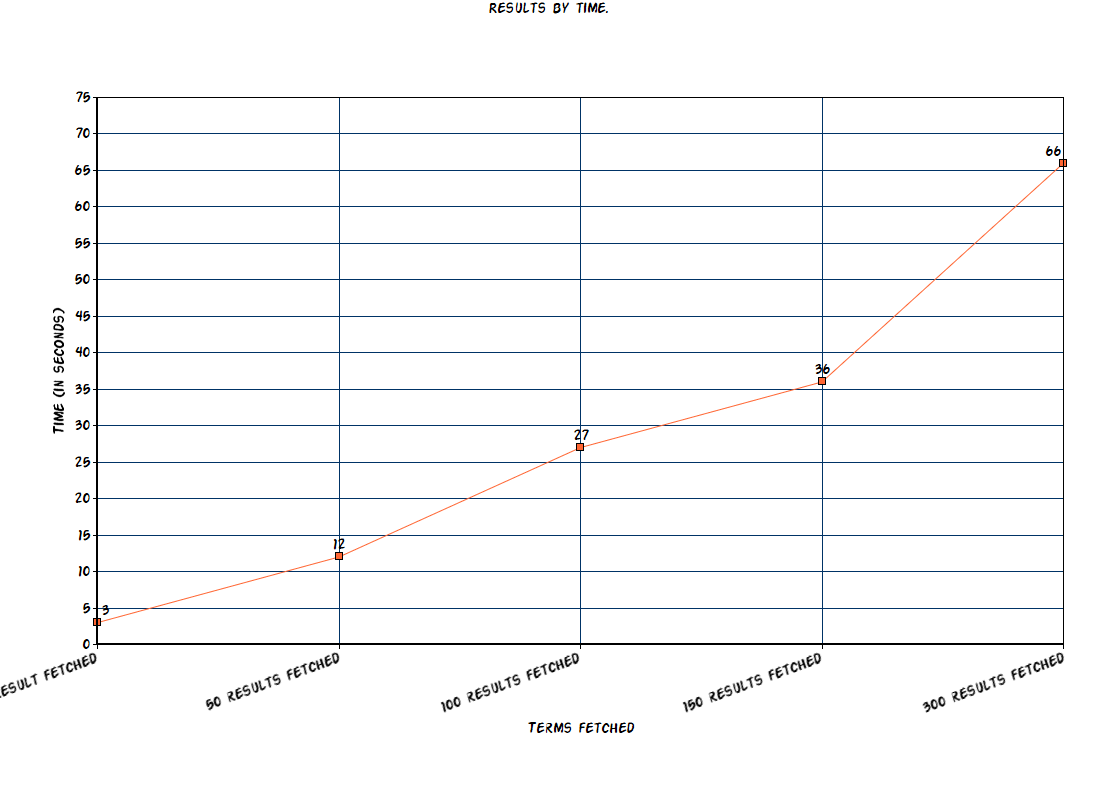 RESULTS BY TIME.
75
70
65
60
55
50
45
40
35
30
25
20
15
10
5
0
TIME (IN SECONDS)
3
12
27
36
66
RESULT FETCHED
50 RESULTS FETCHED
100 RESULTS FETCHED
150 RESULTS FETCHED
300 RESULTS FETCHED
TERMS FETCHED